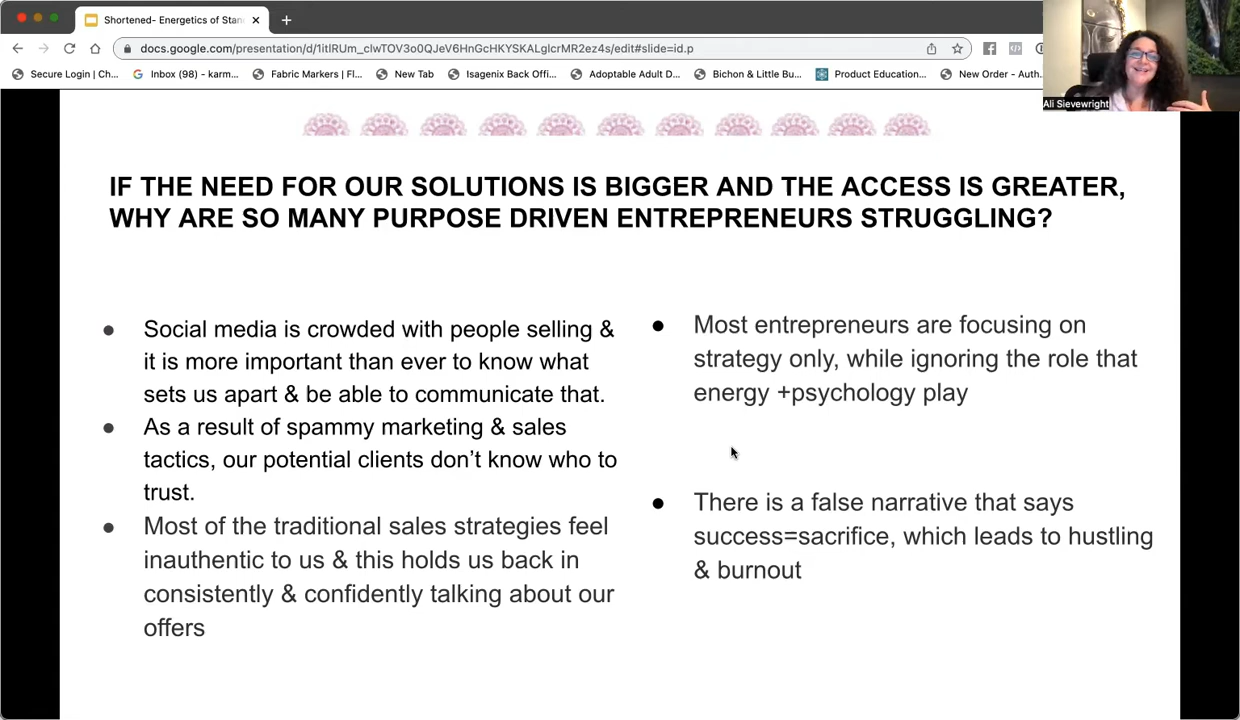 Shortened- Energetics of Stan
docs.google.com/presentation/d/1itIRUm_clwTOV3o0QJeV6HnGcHKYSKALglcrMR2ez4s/edit#slide=id.p
Secure Login | Ch... Inbox (98) - karm... Fabric Markers | Fl... New Tab Isagenix Back Offi... Adoptable Adult D... Bichon & Little Bu... Product Education... New Order - Auth...
Ali Sievewright
IF THE NEED FOR OUR SOLUTIONS IS BIGGER AND THE ACCESS IS GREATER,
WHY ARE SO MANY PURPOSE DRIVEN ENTREPRENEURS STRUGGLING?
● Social media is crowded with people selling &
it is more important than ever to know what
sets us apart & be able to communicate that.
● As a result of spammy marketing & sales
tactics, our potential clients don’t know who to
trust.
● Most of the traditional sales strategies feel
inauthentic to us & this holds us back in
consistently & confidently talking about our
offers
● Most entrepreneurs are focusing on
strategy only, while ignoring the role that
energy +psychology play
● There is a false narrative that says
success=sacrifice, which leads to hustling
& burnout